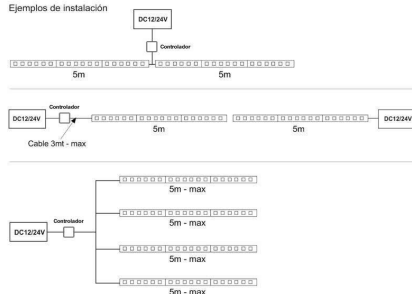 Ejemplos de instalación
DC12/24V
Controlador
5m
5m
Controlador
DC12/24V
DC12/24V
5m
5m
Cable 3mt - max
5m - max
5m - max
Controlador
DC12/24V
5m - max
5m - max